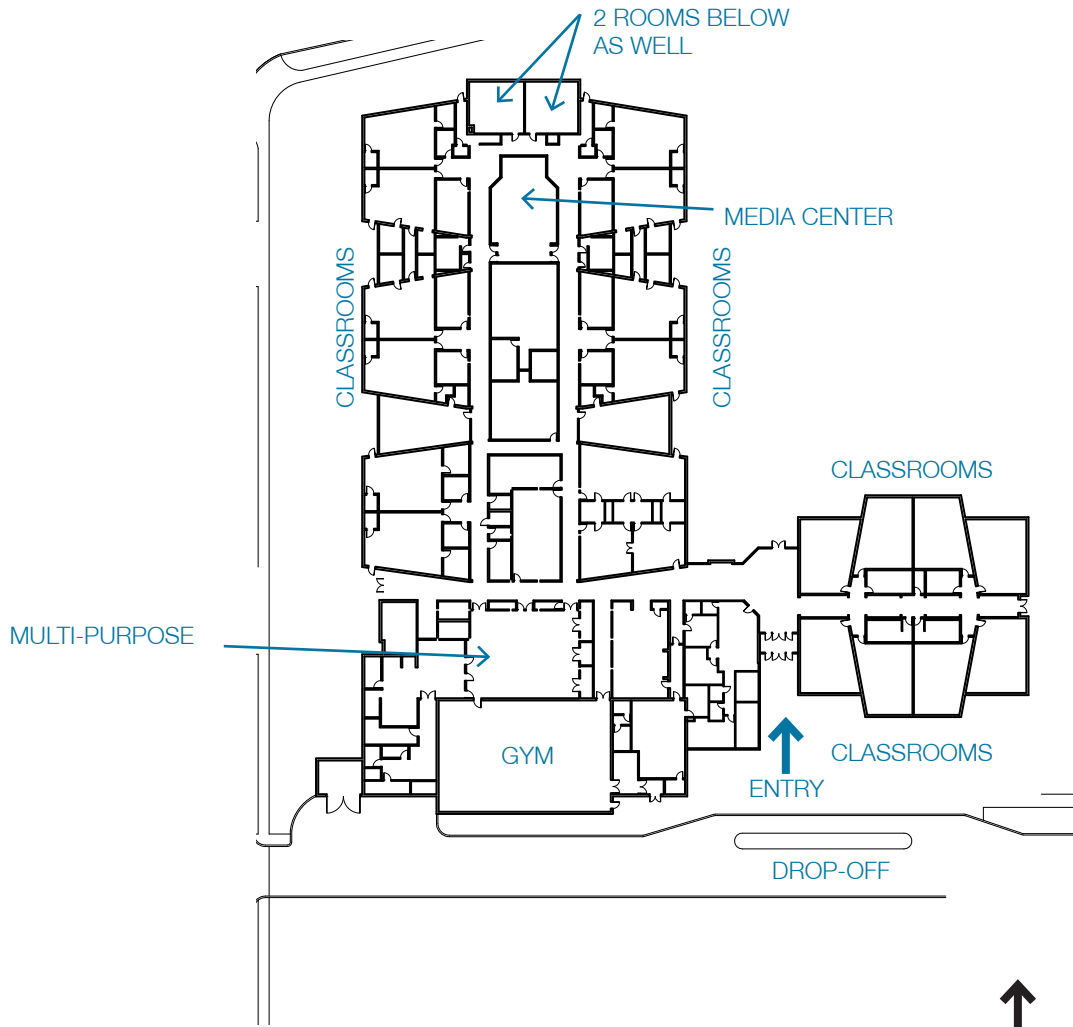 2 ROOMS BELOW
AS WELL
MEDIA CENTER
CLASSROOMS
CLASSROOMS
CLASSROOMS
MULTI-PURPOSE
GYM
CLASSROOMS
ENTRY
DROP-OFF